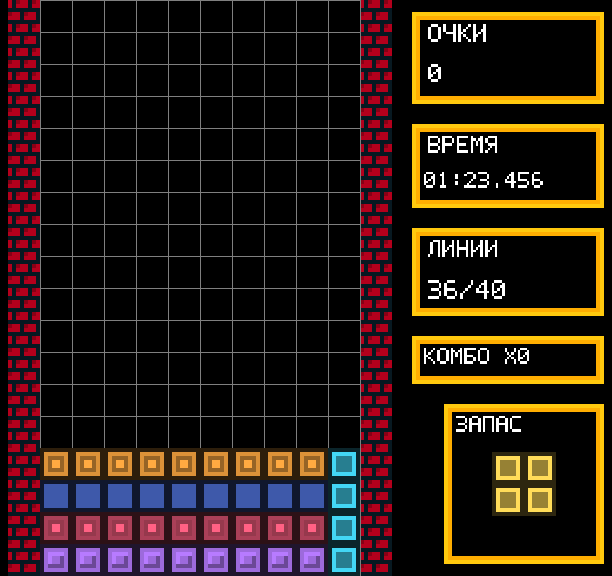 ОЧКИ
0
ВРЕМЯ
01:23.456
ЛИНИИ
36/40
КОМБО X0
ЗАПАС